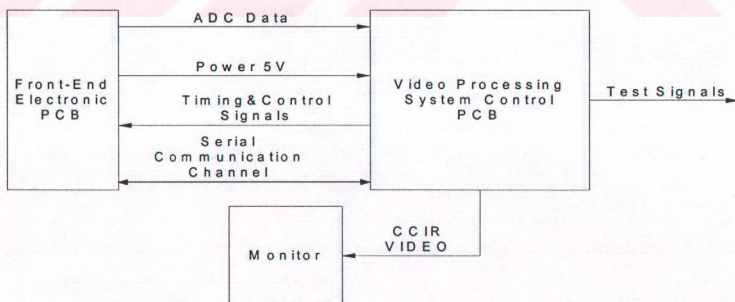 ADC Data
Power 5V
Front-End
Electronic
PCB
Timing&Control
Signals
Serial
Communication
Channel
Video Processing
System Control
PCB
Test Signals
CCIR
VIDEO
Monitor